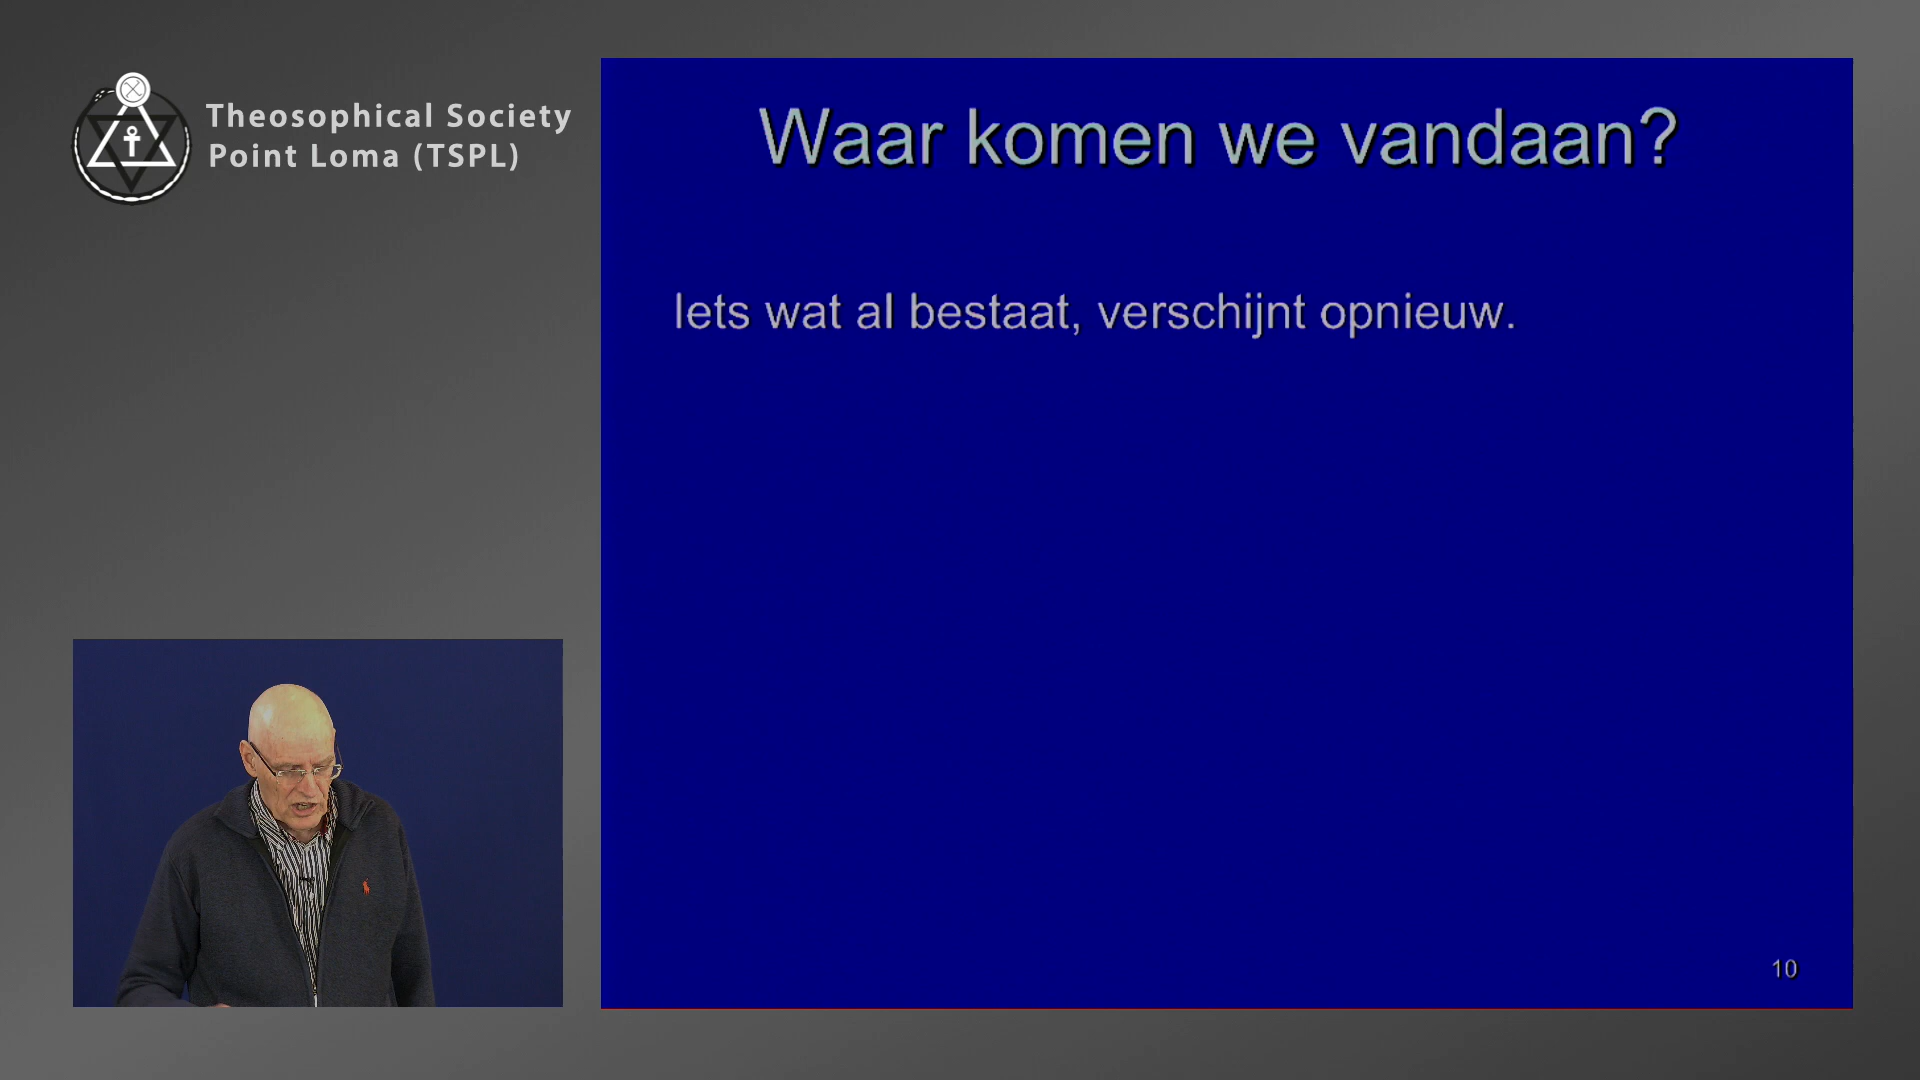 Theosophical Society
Point Loma (TSPL)
Waar komen we vandaan?
Iets wat al bestaat, verschijnt opnieuw.
10